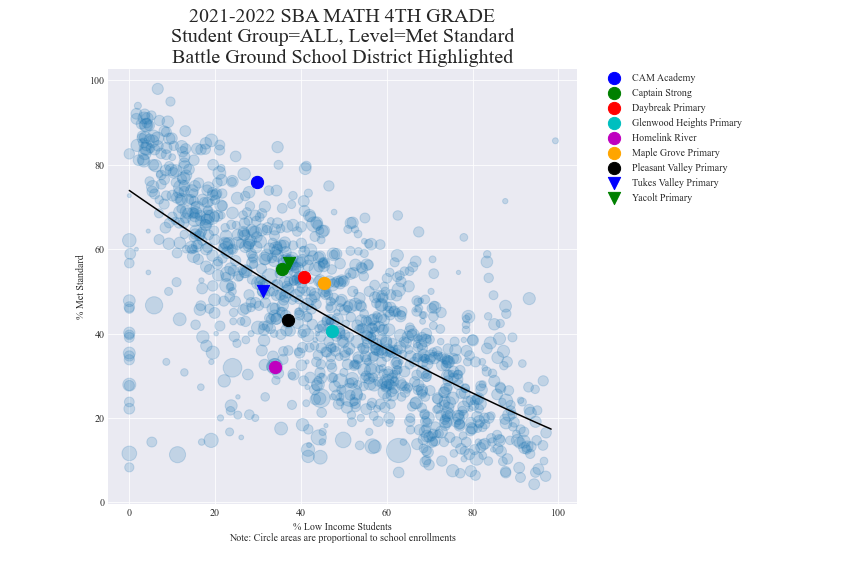 2021-2022 SBA MATH 4TH GRADE
Student Group=ALL, Level=Met Standard
Battle Ground School District Highlighted
100
80
60
40
20
0
% Met Standard
0 20 40 60 80 100
% Low Income Students
Note: Circle areas are proportional to school enrollments
CAM Academy
Captain Strong
Daybreak Primary
Glenwood Heights Primary
Homelink River
Maple Grove Primary
Pleasant Valley Primary
Tukes Valley Primary
Yacolt Primary